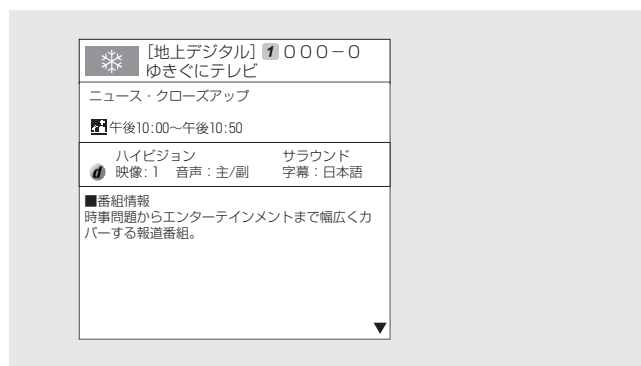 [地上デジタル] 1 000-0
ゆきぐにテレビ
ニュース・クローズアップ
午後10:00~午後10:50
ハイビジョン サラウンド
d 映像:1 音声:主/副 字幕:日本語
■番組情報
時事問題からエンターテインメントまで幅広くカ
バーする報道番組。
▼